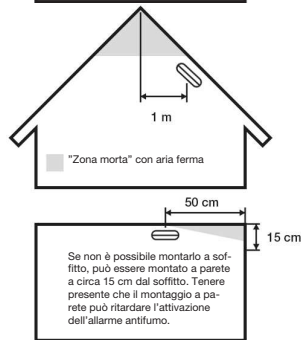 1 m
"Zona morta" con aria ferma
50 cm
15 cm
Se non è possibile montarlo a sof-
fitto, può essere montato a parete
a circa 15 cm dal soffitto. Tenere
presente che il montaggio a pa-
rete può ritardare l'attivazione
dell'allarme antifumo.